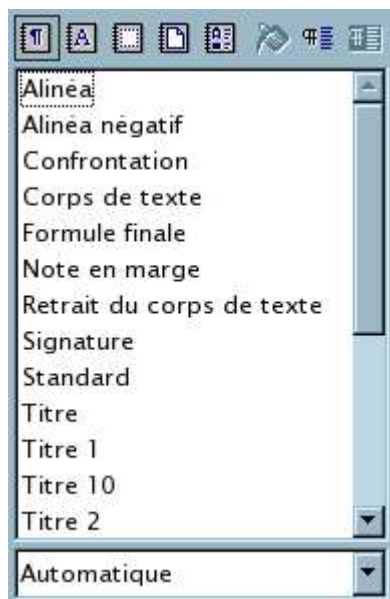 Alinéa
Alinéa négatif
Confrontation
Corps de texte
Formule finale
Note en marge
Retrait du corps de texte
Signature
Standard
Titre
Titre 1
Titre 10
Titre 2
Automatique